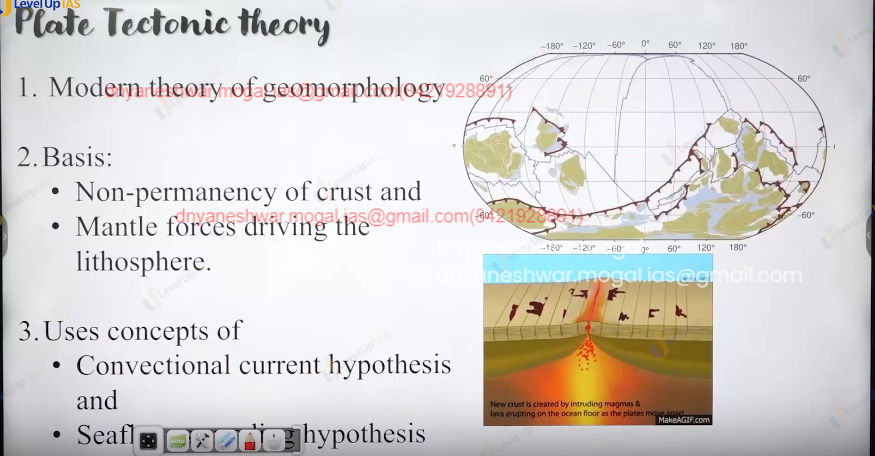 Level Up IAS
Plate Tectonic theory
1. Modern theory of geomorphology
dnyaneshwar.mogal.ias@gmail.com(9421928891)
2. Basis:
• Non-permanency of crust and
dnyaneshwar.mogal.ias@gmail.com(9421928891)
• Mantle forces driving the
lithosphere.
3. Uses concepts of
• Convectional current hypothesis
and
• hypothesis
-180° -120° -60° 0° 60° 120° 180°
60° 60°
-60° -60°
-180° -120° -60° 0° 60° 120° 180°
dnyaneshwar.mogal.ias@gmail.com
New crust is created by intruding magmas &
lava erupting on the ocean floor as the plates move apart
MakeAGIF.com